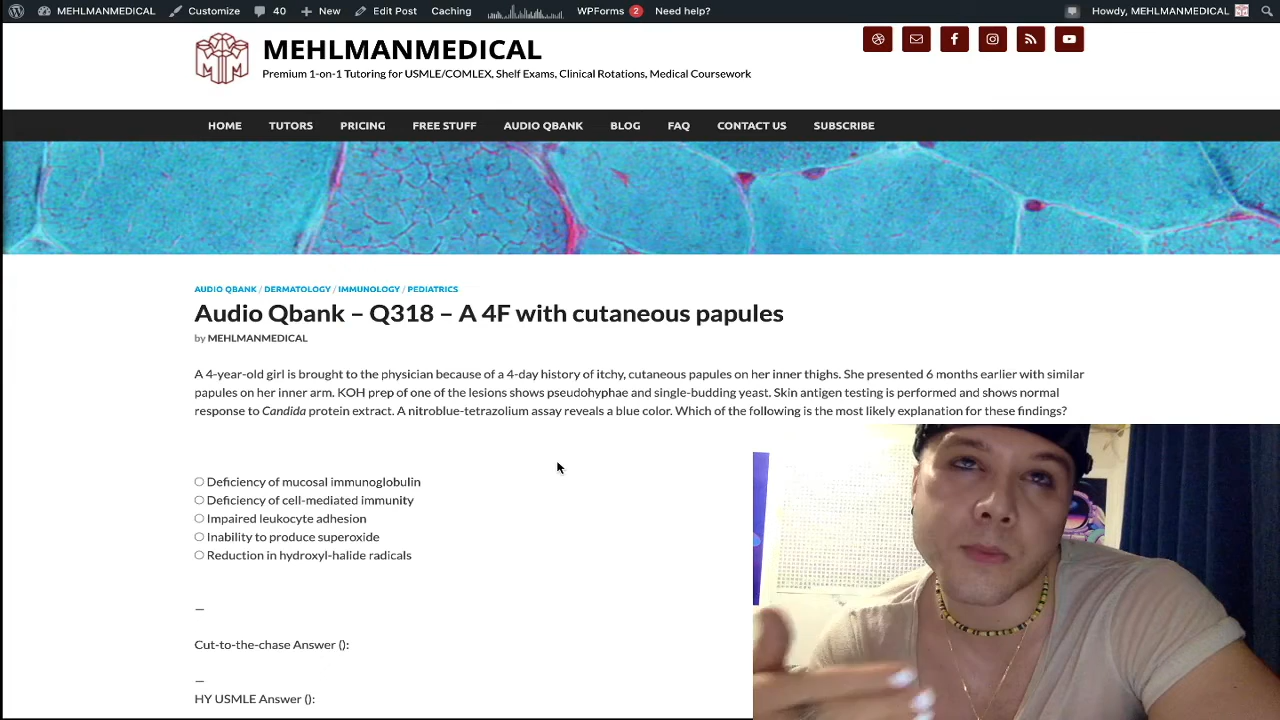 MEHLMANMEDICAL Customize 40 New Edit Post Caching WPForms 2 Need help? Howdy, MEHLMANMEDICAL
MEHLMANMEDICAL
Premium 1-on-1 Tutoring for USMLE/COMLEX, Shelf Exams, Clinical Rotations, Medical Coursework
HOME TUTORS PRICING FREE STUFF AUDIO QBANK BLOG FAQ CONTACT US SUBSCRIBE
AUDIO QBANK / DERMATOLOGY / IMMUNOLOGY / PEDIATRICS
Audio Qbank – Q318 – A 4F with cutaneous papules
by MEHLMANMEDICAL
A 4-year-old girl is brought to the physician because of a 4-day history of itchy, cutaneous papules on her inner thighs. She presented 6 months earlier with similar
papules on her inner arm. KOH prep of one of the lesions shows pseudohyphae and single-budding yeast. Skin antigen testing is performed and shows normal
response to Candida protein extract. A nitroblue-tetrazolium assay reveals a blue color. Which of the following is the most likely explanation for these findings?
Deficiency of mucosal immunoglobulin
Deficiency of cell-mediated immunity
Impaired leukocyte adhesion
Inability to produce superoxide
Reduction in hydroxyl-halide radicals
—
Cut-to-the-chase Answer ():
—
HY USMLE Answer ():